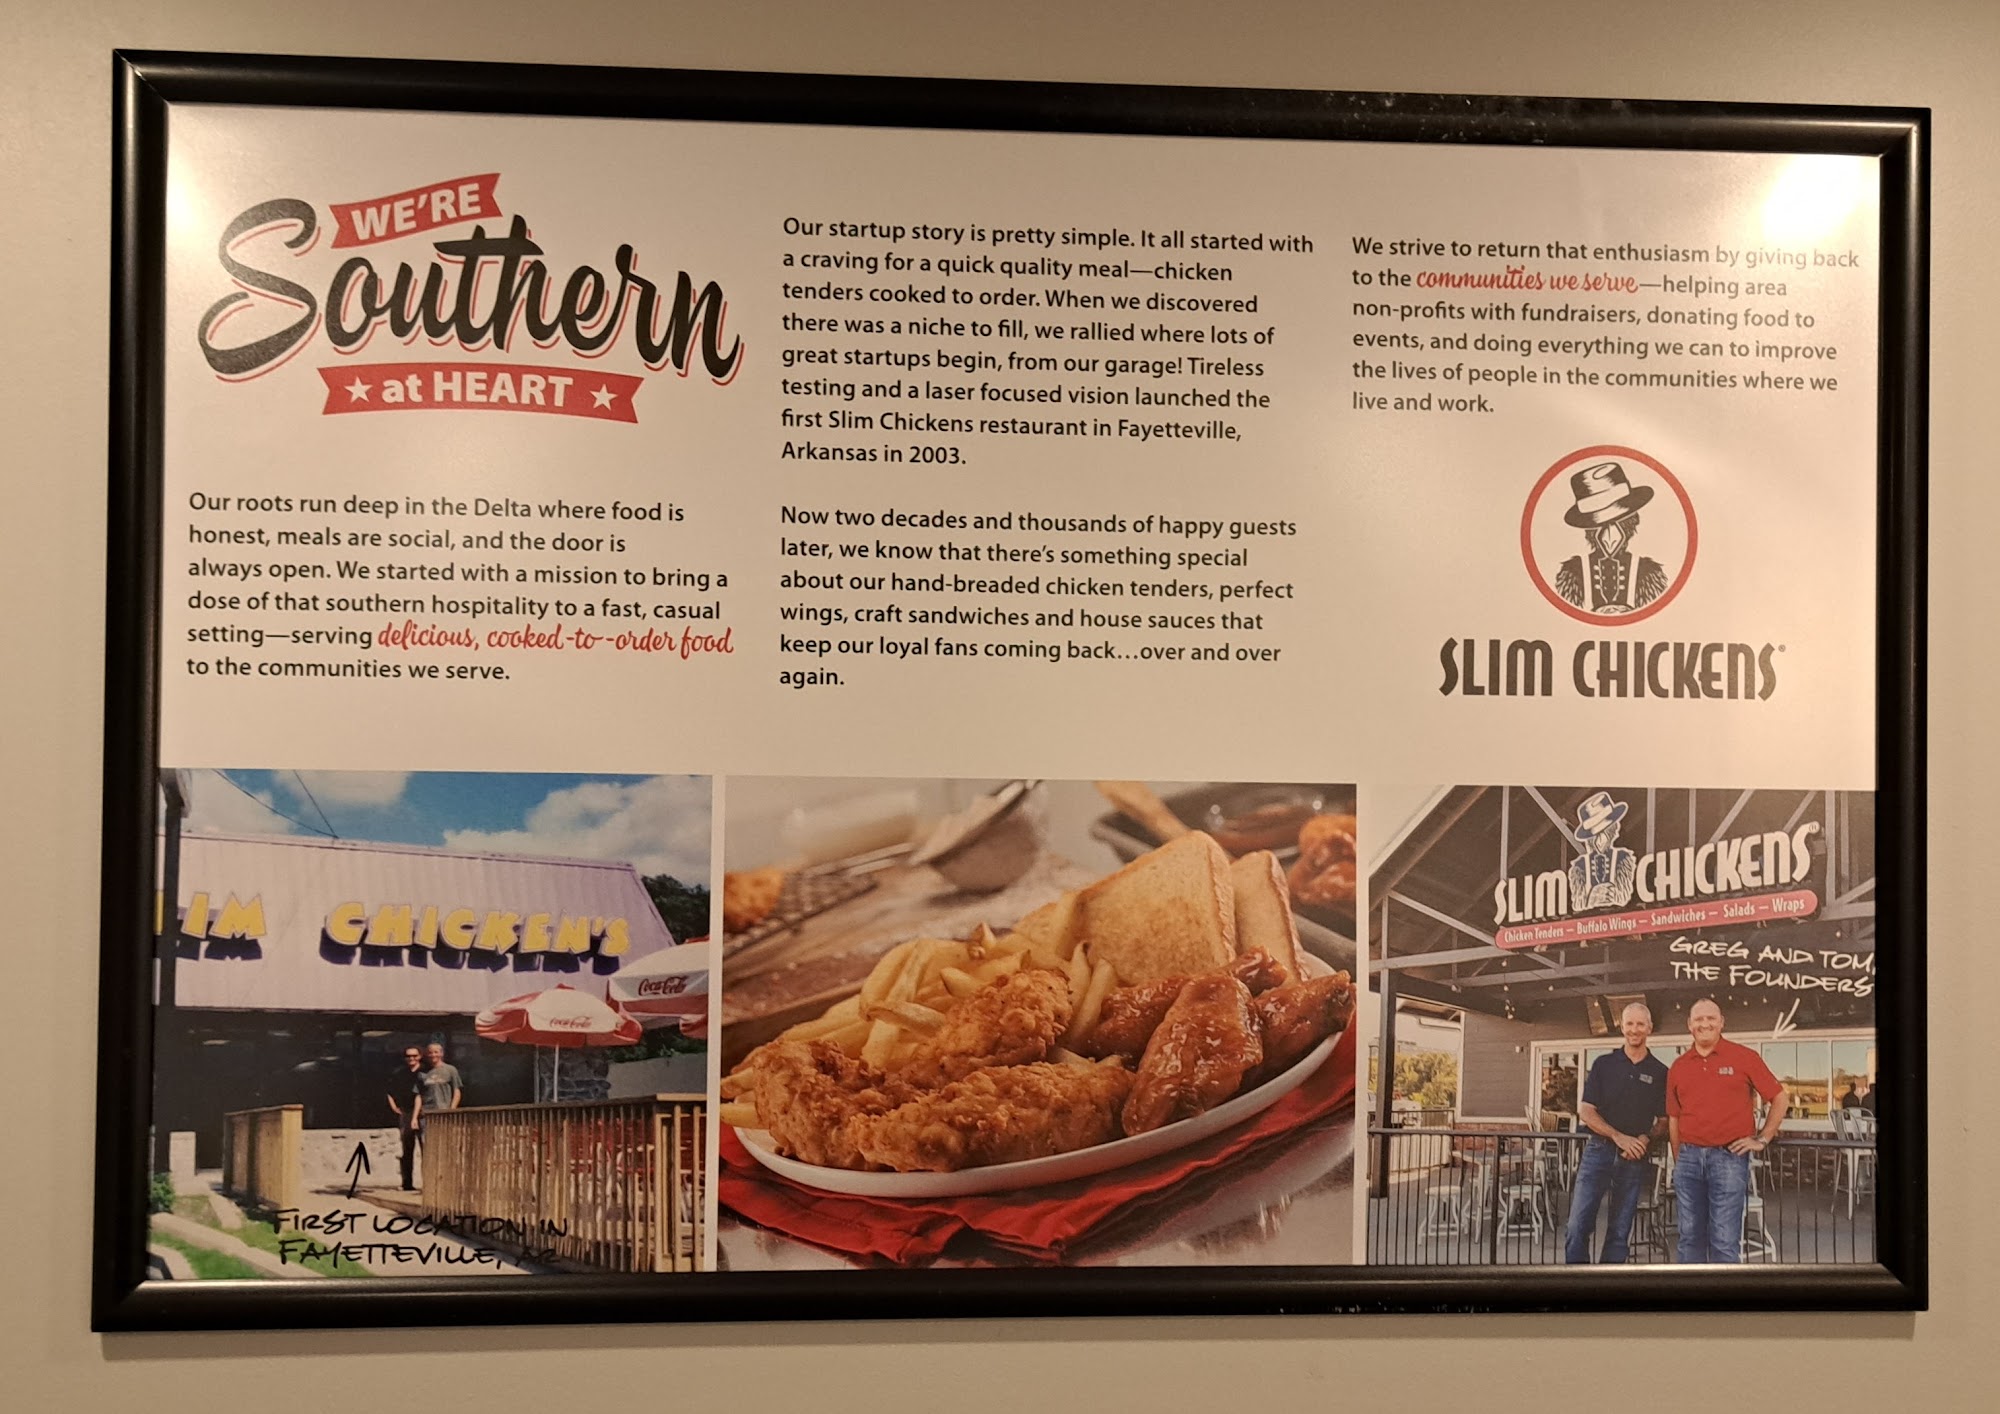 WE'RE
Southern
at HEART
Our roots run deep in the Delta where food is
honest, meals are social, and the door is
always open. We started with a mission to bring a
dose of that southern hospitality to a fast, casual
setting—serving delicious, cooked-to-order food
to the communities we serve.
Our startup story is pretty simple. It all started with
a craving for a quick quality meal—chicken
tenders cooked to order. When we discovered
there was a niche to fill, we rallied where lots of
great startups begin, from our garage! Tireless
testing and a laser focused vision launched the
first Slim Chickens restaurant in Fayetteville,
Arkansas in 2003.
Now two decades and thousands of happy guests
later, we know that there's something special
about our hand-breaded chicken tenders, perfect
wings, craft sandwiches and house sauces that
keep our loyal fans coming back…over and over
again.
We strive to return that enthusiasm by giving back
to the communities we serve—helping area
non-profits with fundraisers, donating food to
events, and doing everything we can to improve
the lives of people in the communities where we
live and work.
SLIM CHICKENS®
LIM CHICKEN'S
Coca-Cola
Coca-Cola
FIRST LOCATION IN
FAYETTEVILLE, AR
SLIM CHICKENS
Chicken Tenders — Buffalo Wings — Sandwiches — Salads — Wraps
GREG AND TOM,
THE FOUNDERS